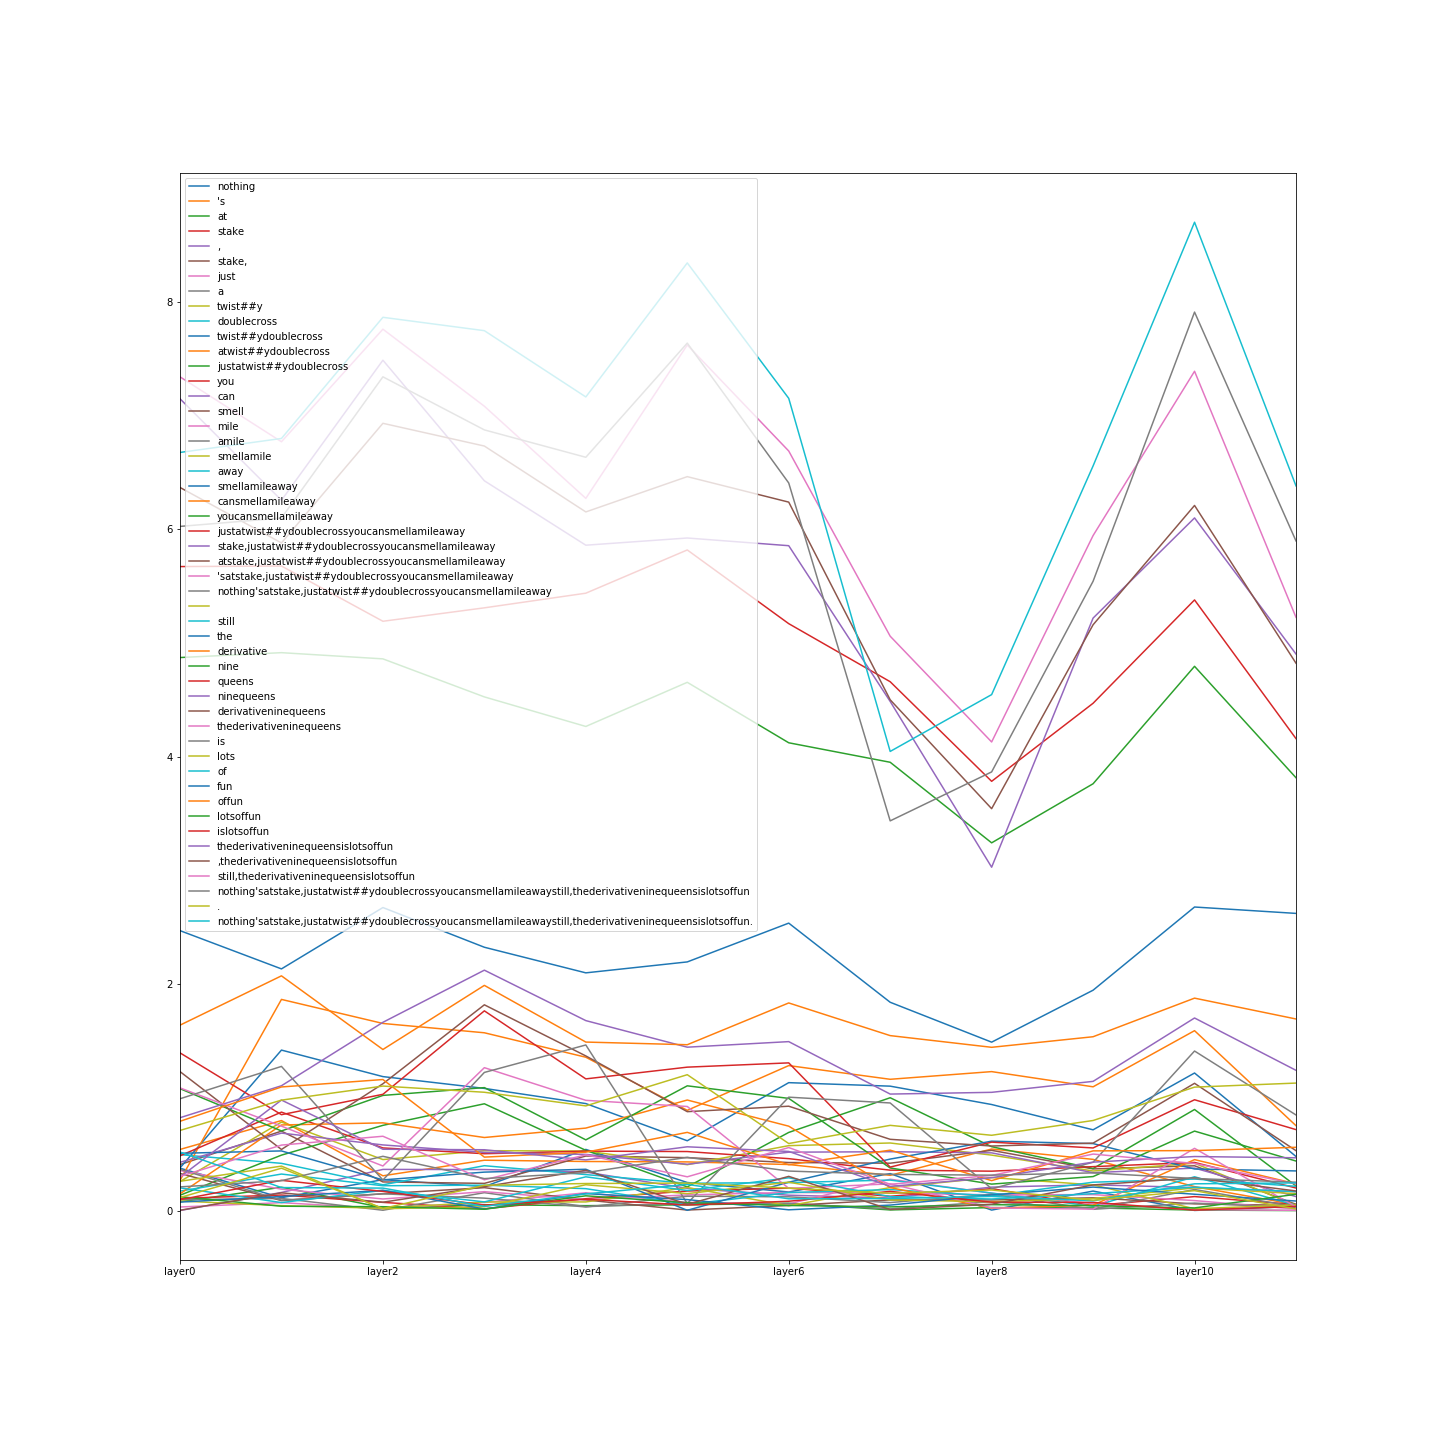 nothing
's
at
stake
,
stake,
just
a
twist##y
doublecross
twist##ydoublecross
atwist##ydoublecross
justatwist##ydoublecross
you
can
smell
mile
amile
smellamile
away
smellamileaway
cansmellamileaway
youcansmellamileaway
justatwist##ydoublecrossyoucansmellamileaway
stake,justatwist##ydoublecrossyoucansmellamileaway
atstake,justatwist##ydoublecrossyoucansmellamileaway
'satstake,justatwist##ydoublecrossyoucansmellamileaway
nothing'satstake,justatwist##ydoublecrossyoucansmellamileaway
still
the
derivative
nine
queens
ninequeens
derivativeninequeens
thederivativeninequeens
is
lots
of
fun
offun
lotsoffun
islotsoffun
thederivativeninequeensislotsoffun
,thederivativeninequeensislotsoffun
still,thederivativeninequeensislotsoffun
nothing'satstake,justatwist##ydoublecrossyoucansmellamileawaystill,thederivativeninequeensislotsoffun
.
nothing'satstake,justatwist##ydoublecrossyoucansmellamileawaystill,thederivativeninequeensislotsoffun.
8
6
4
2
0
layer0 layer2 layer4 layer6 layer8 layer10